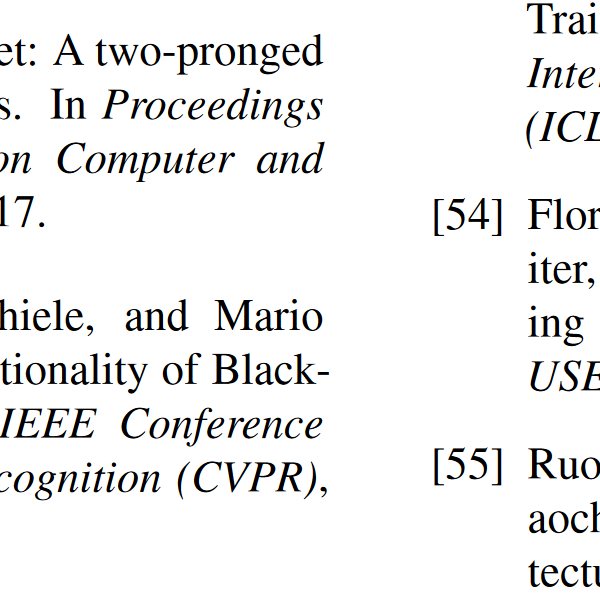 et: A two-pronged
s. In Proceedings
on Computer and
17.
hiele, and Mario
tionality of Black-
IEEE Conference
cognition (CVPR),
Trai
Inte
(ICL
[54] Flor
iter,
ing
USE
[55] Ruo
aoch
tectu